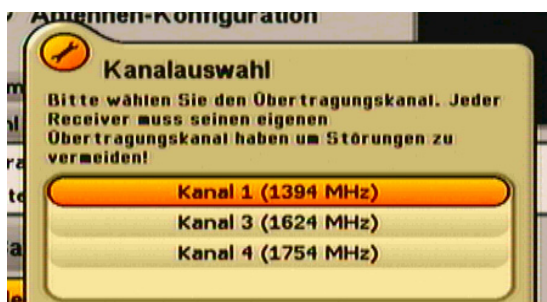 Antennen-Konfiguration
Kanalauswahl
Bitte wählen Sie den Übertragungskanal. Jeder
Receiver muss seinen eigenen
Übertragungskanal haben um Störungen zu
vermeiden!
Kanal 1 (1394 MHz)
Kanal 3 (1624 MHz)
Kanal 4 (1754 MHz)